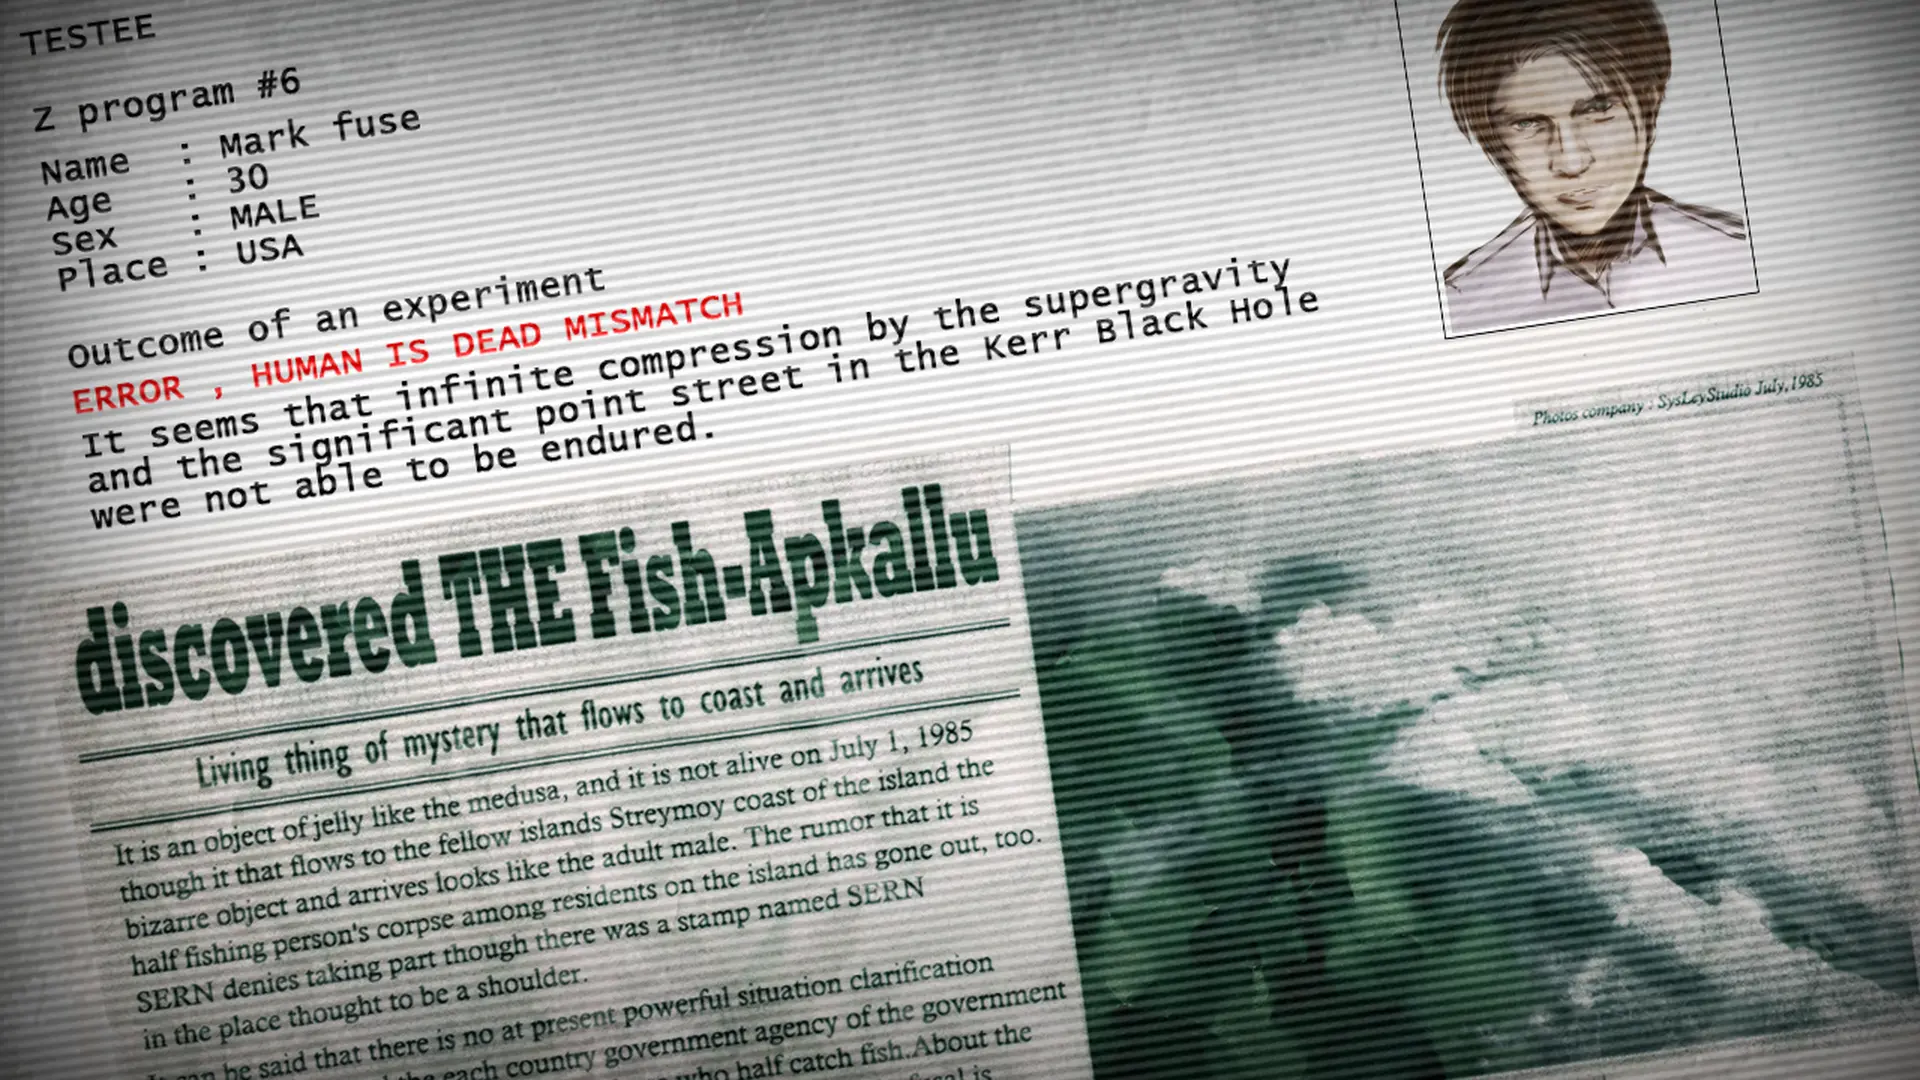 TESTEE
Z program #6
Name : Mark fuse
Age : 30
Sex : MALE
Place : USA
Outcome of an experiment
ERROR , HUMAN IS DEAD MISMATCH
It seems that infinite compression by the supergravity
and the significant point street in the Kerr Black Hole
were not able to be endured.
Photos company : SysLeyStudio July,1985
discovered THE Fish-Apkallu
Living thing of mystery that flows to coast and arrives
It is an object of jelly like the medusa, and it is not alive on July 1, 1985
though it that flows to the fellow islands Streymoy coast of the island the
bizarre object and arrives looks like the adult male. The rumor that it is
half fishing person's corpse among residents on the island has gone out, too.
SERN denies taking part though there was a stamp named SERN
in the place thought to be a shoulder.
can be said that there is no at present powerful situation clarification
each country government agency of the government
who half catch fish.About the
is